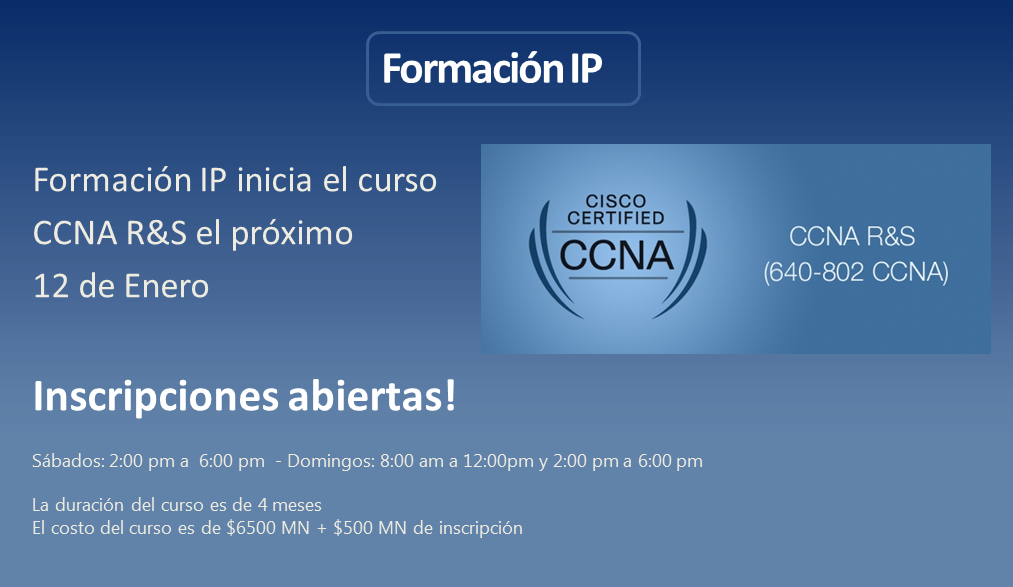 Formación IP
Formación IP inicia el curso
CCNA R&S el próximo
12 de Enero
CISCO
CERTIFIED
CCNA
CCNA R&S
(640-802 CCNA)
Inscripciones abiertas!
Sábados: 2:00 pm a  6:00 pm  - Domingos: 8:00 am a 12:00pm y 2:00 pm a 6:00 pm
La duración del curso es de 4 meses
El costo del curso es de $6500 MN + $500 MN de inscripción